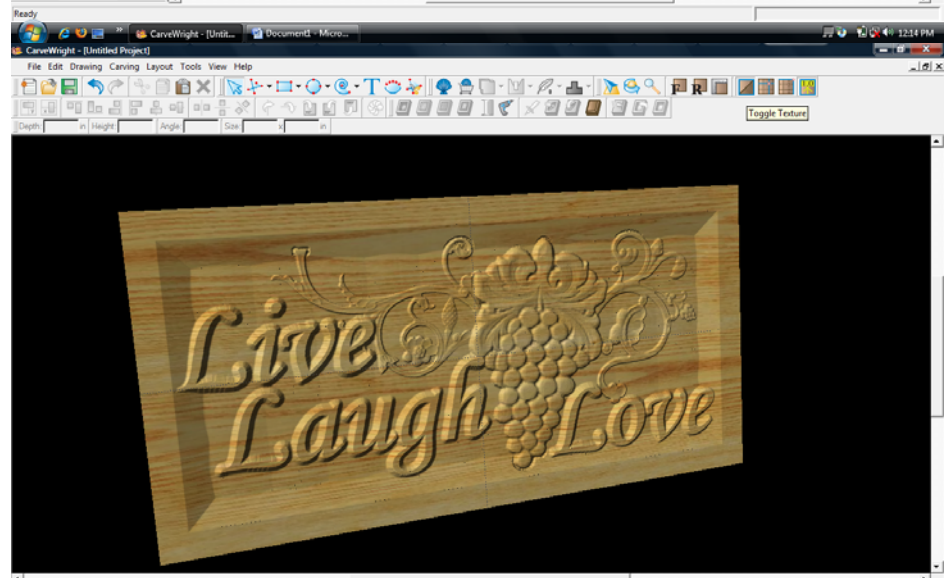 Ready
CarveWright - [Untit...
Document1 - Micro...
12:14 PM
CarveWright - [Untitled Project]
File Edit Drawing Carving Layout Tools View Help
Depth: in Height: Angle: Size: x in
Toggle Texture
Live
Laugh
Love